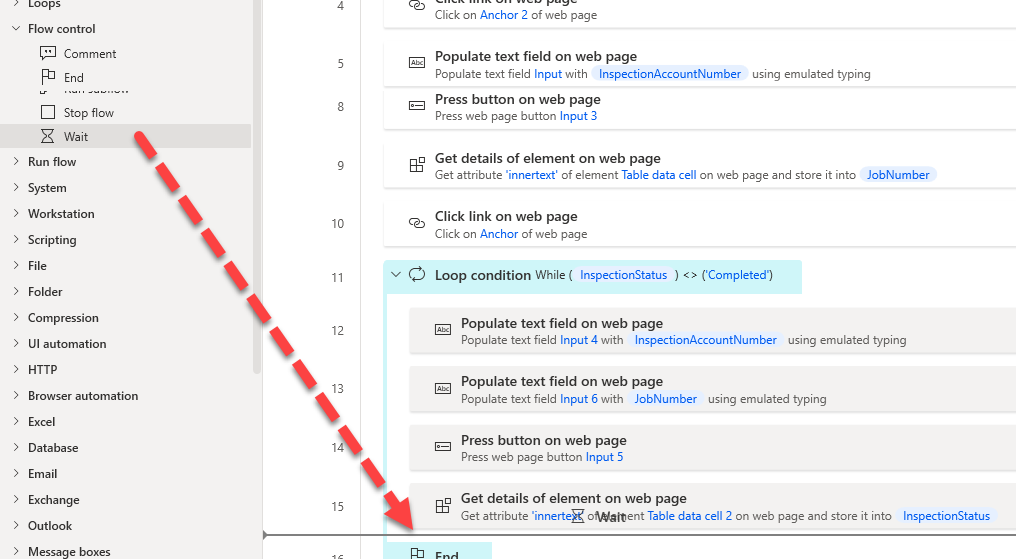 Loops
Flow control
Comment
End
Run subflow
Stop flow
Wait
Run flow
System
Workstation
Scripting
File
Folder
Compression
UI automation
HTTP
Browser automation
Excel
Database
Email
Exchange
Outlook
Message boxes
4
Click link on web page
Click on Anchor 2 of web page
5
Abc
Populate text field on web page
Populate text field Input with InspectionAccountNumber using emulated typing
8
Press button on web page
Press web page button Input 3
9
Get details of element on web page
Get attribute 'innertext' of element Table data cell on web page and store it into JobNumber
10
Click link on web page
Click on Anchor of web page
11
Loop condition While ( InspectionStatus ) <> ('Completed')
12
Abc
Populate text field on web page
Populate text field Input 4 with InspectionAccountNumber using emulated typing
13
Abc
Populate text field on web page
Populate text field Input 6 with JobNumber using emulated typing
14
Press button on web page
Press web page button Input 5
15
Get details of element on web page
Get attribute 'innertext' of element Table data cell 2 on web page and store it into InspectionStatus
Wait
16
End